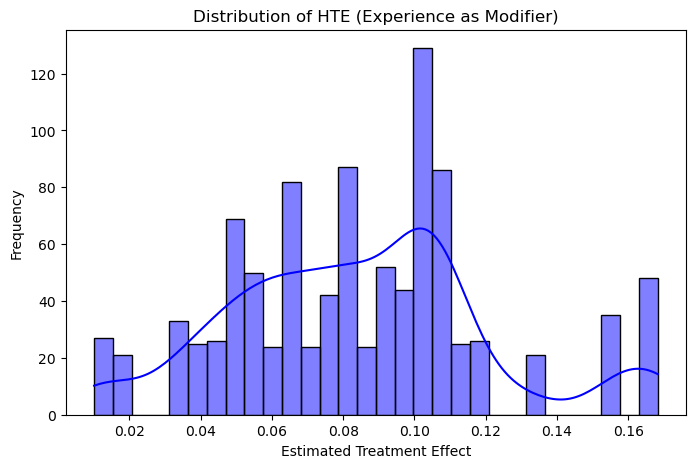 Distribution of HTE (Experience as Modifier)
120
100
80
60
40
20
0
Frequency
0.02 0.04 0.06 0.08 0.10 0.12 0.14 0.16
Estimated Treatment Effect